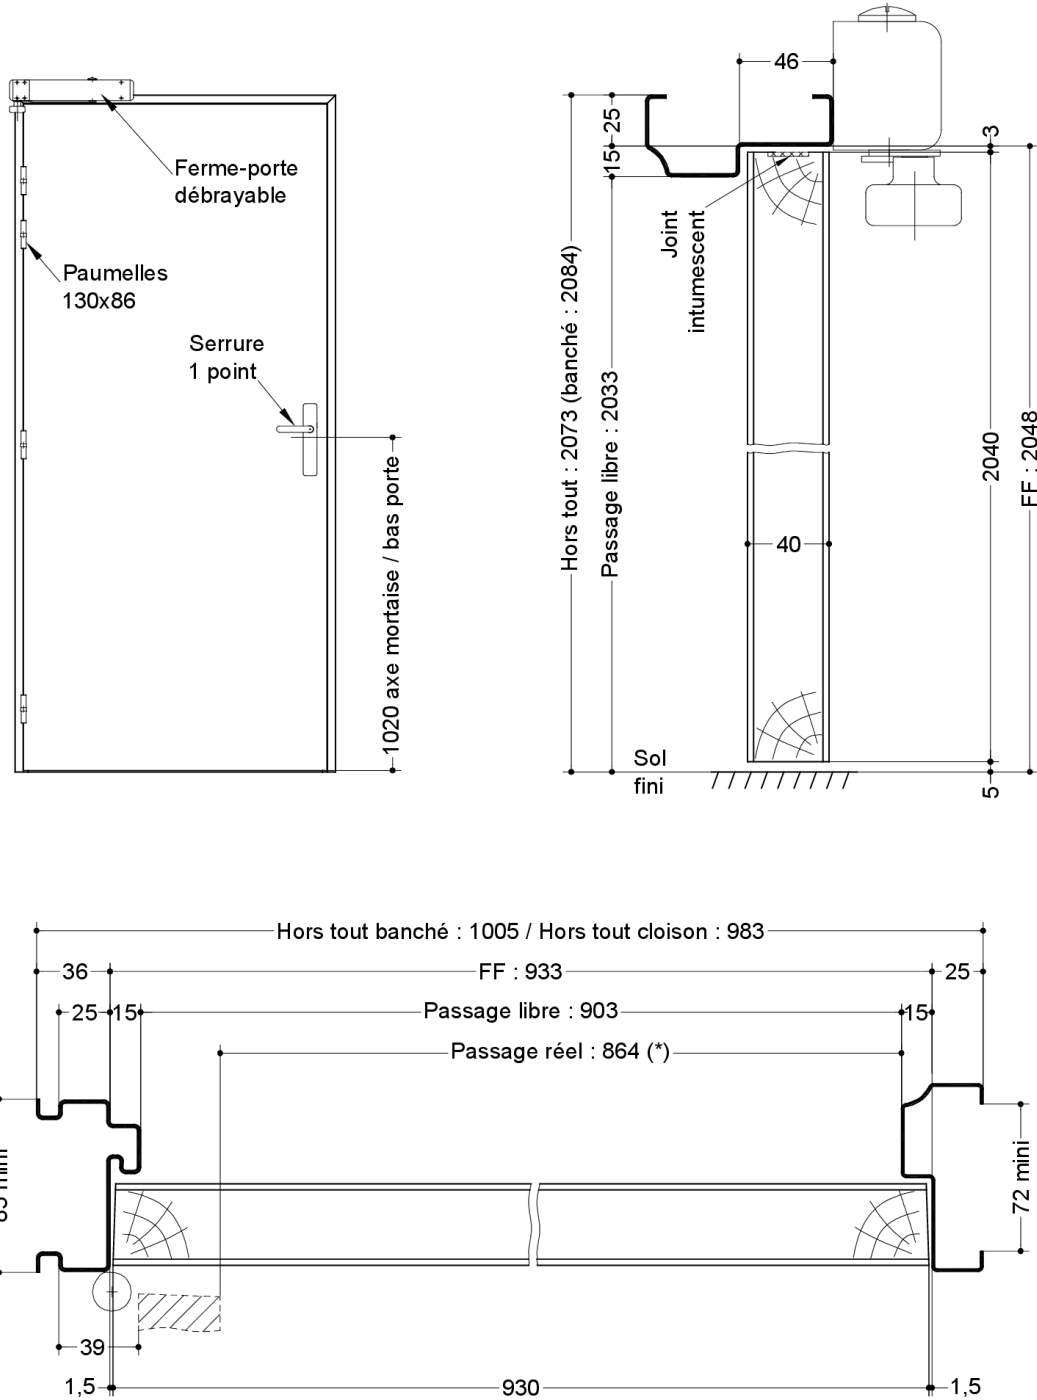 Ferme-porte
débrayable
Paumelles
130x86
Serrure
1 point
1020 axe mortaise / bas porte
46
25
15
3
Joint
intumescent
Hors tout : 2073 (banché : 2084)
Passage libre : 2033
2040
FF : 2048
40
Sol
fini
5
Hors tout banché : 1005 / Hors tout cloison : 983
36
FF : 933
25
25
15
Passage libre : 903
15
Passage réel : 864 (*)
72 mini
39
1,5
930
1,5